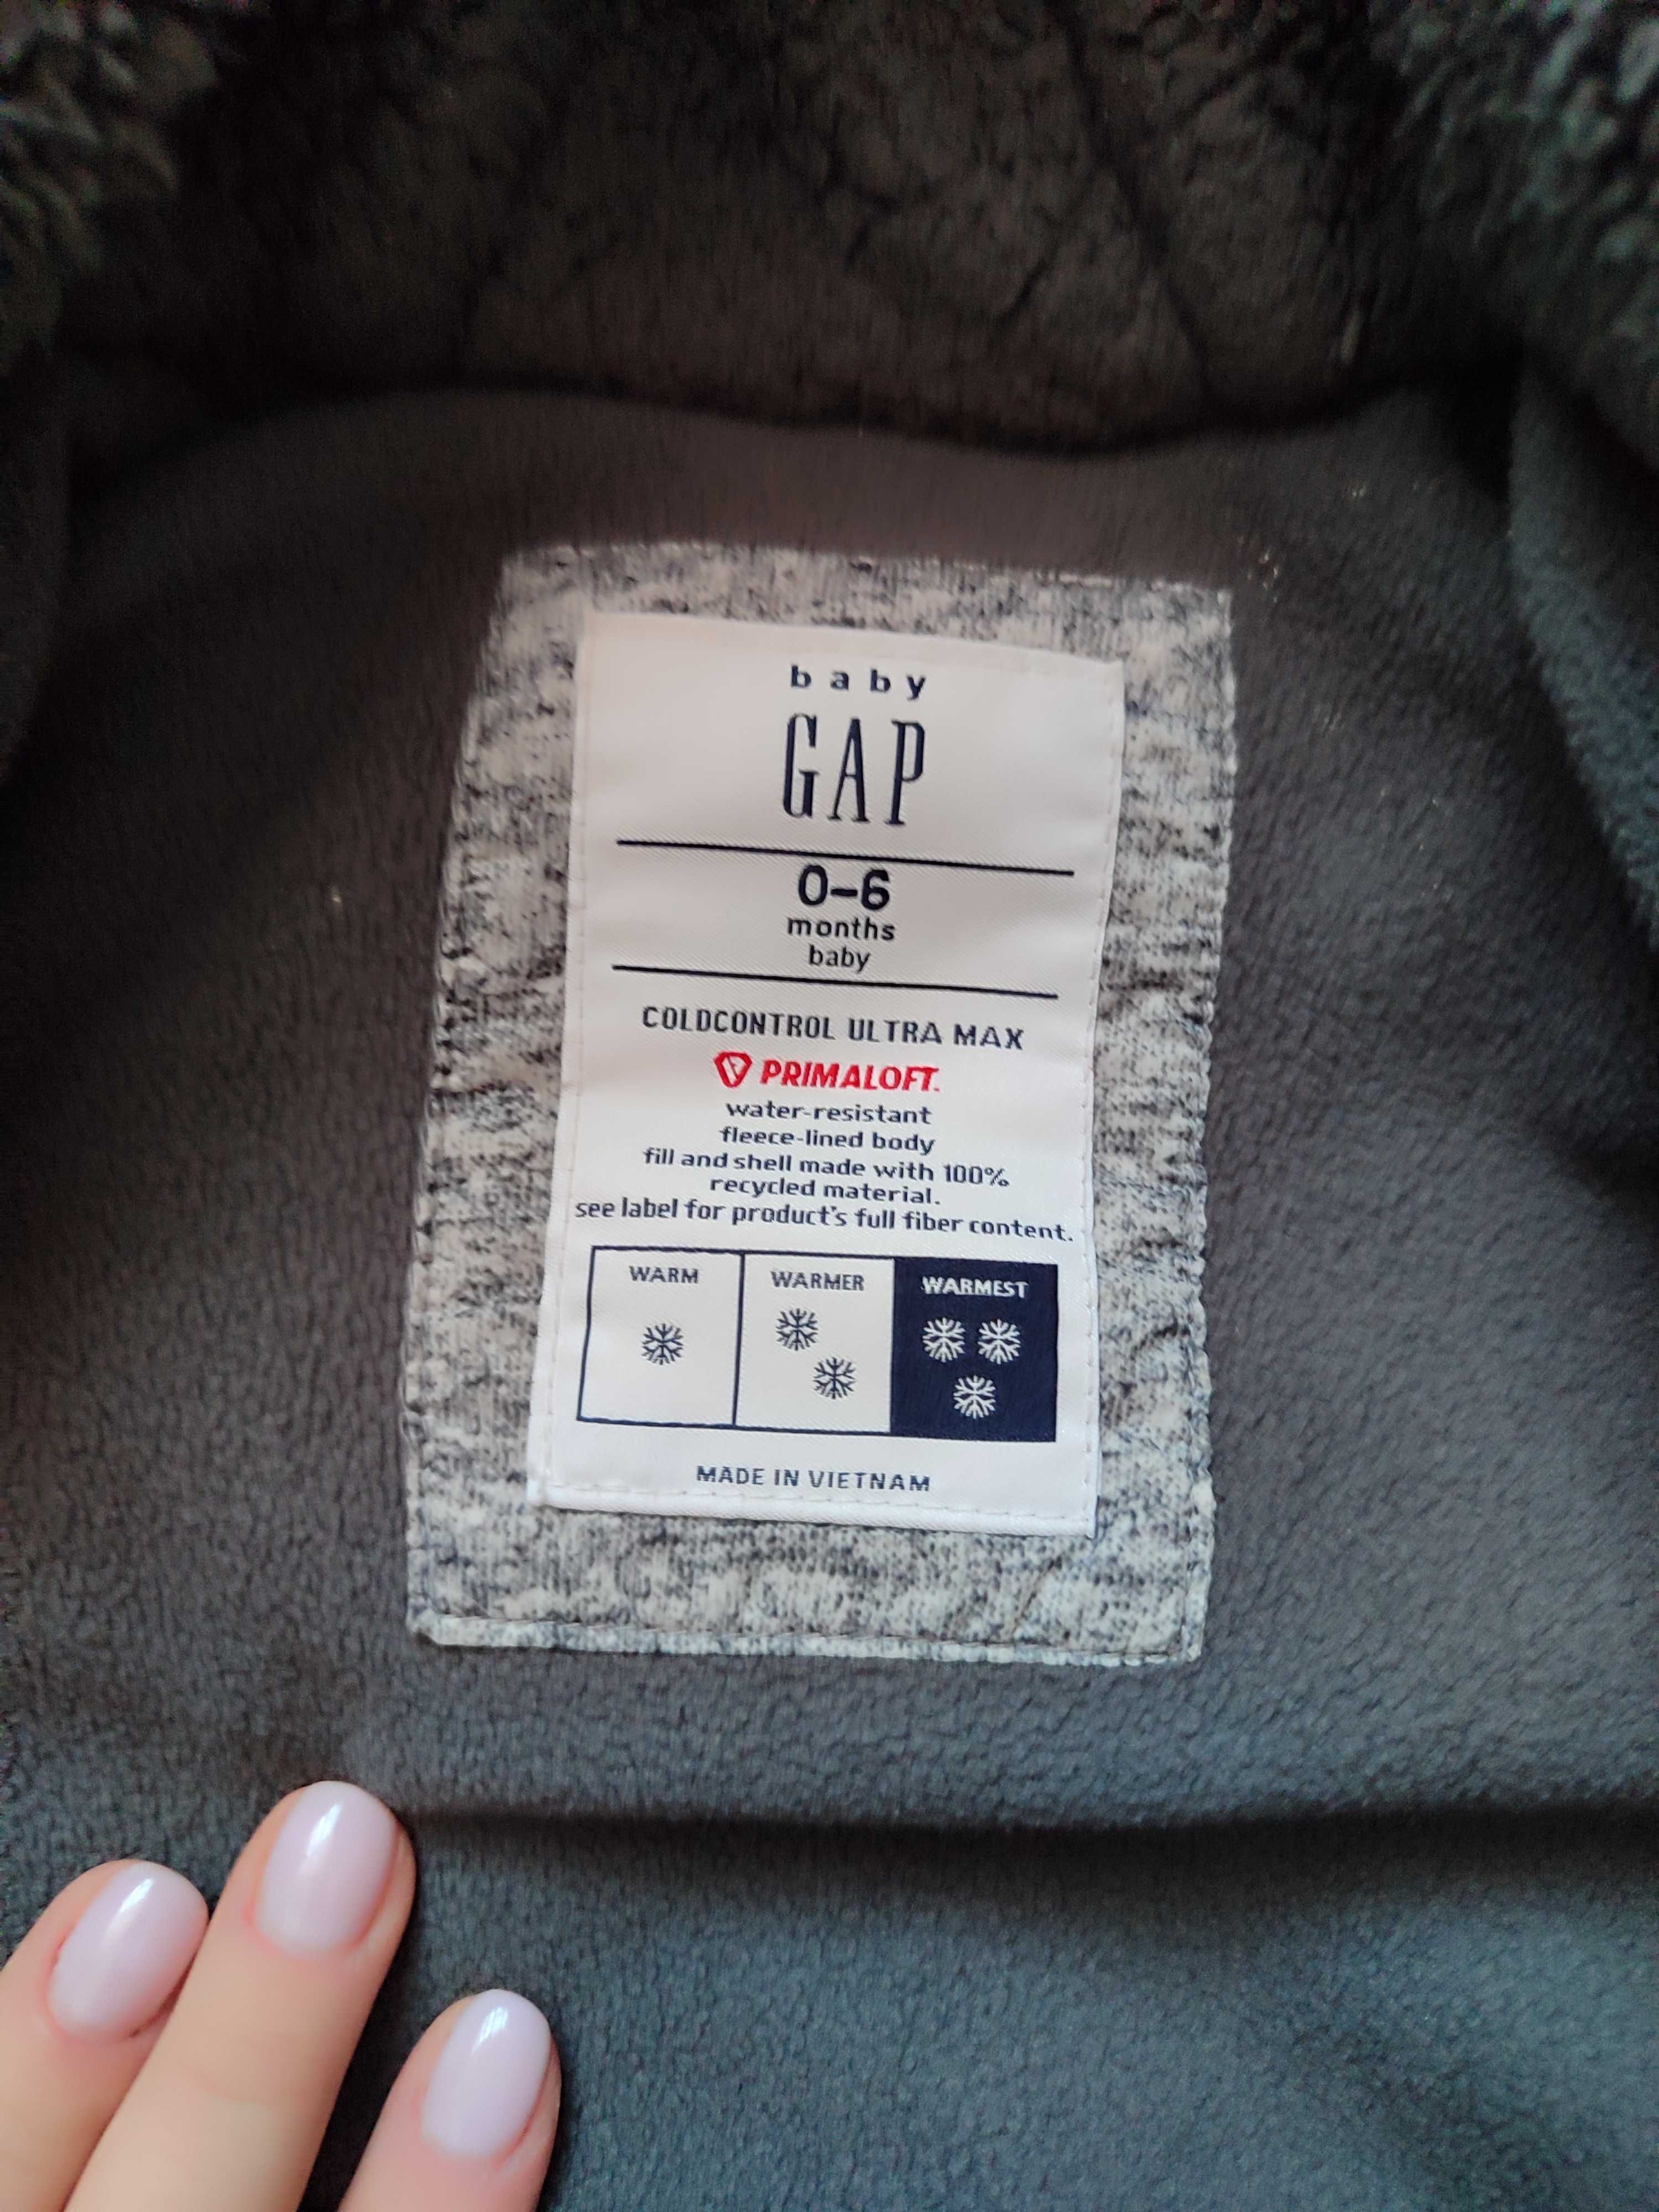 baby
GAP
0–6
months
baby
COLDCONTROL ULTRA MAX
PRIMALOFT.
water-resistant
fleece-lined body
fill and shell made with 100%
recycled material.
see label for product's full fiber content.
WARM WARMER WARMEST
MADE IN VIETNAM